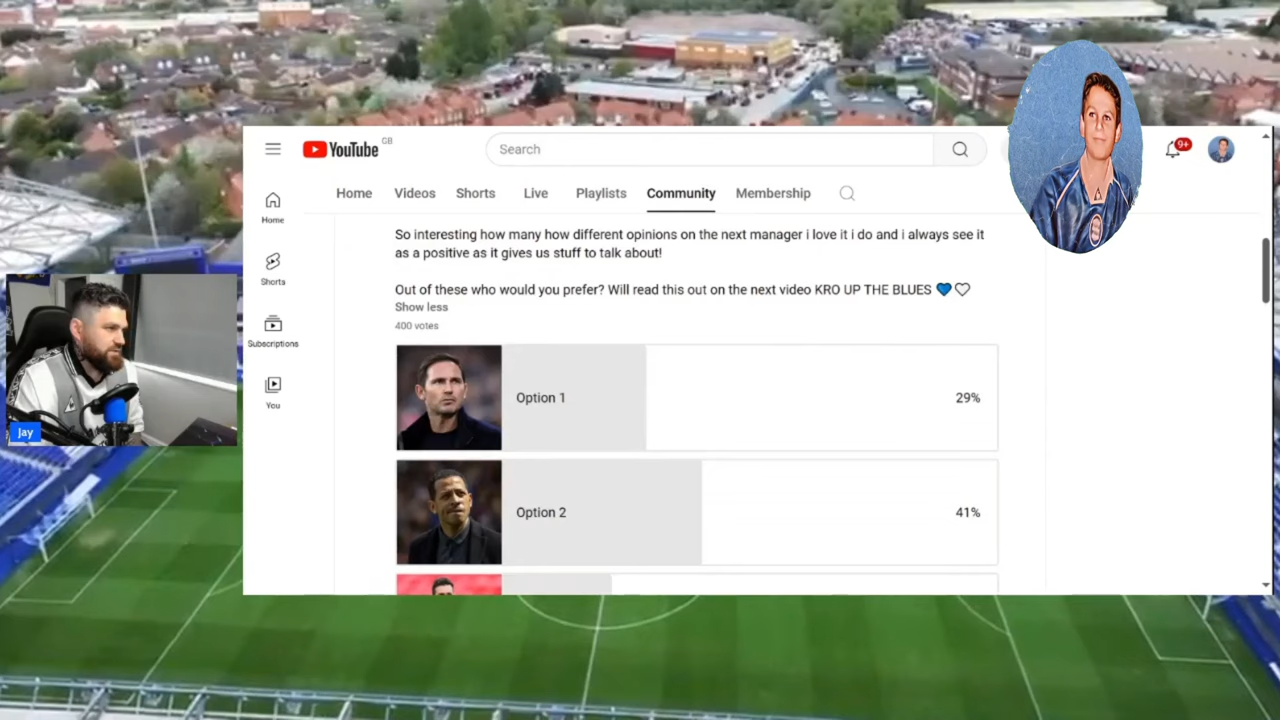 YouTube GB
Search
9+
Home Videos Shorts Live Playlists Community Membership
Home
Shorts
Subscriptions
You
So interesting how many how different opinions on the next manager i love it i do and i always see it
as a positive as it gives us stuff to talk about!
Out of these who would you prefer? Will read this out on the next video KRO UP THE BLUES 💙🤍
Show less
400 votes
Option 1 29%
Option 2 41%
Jay